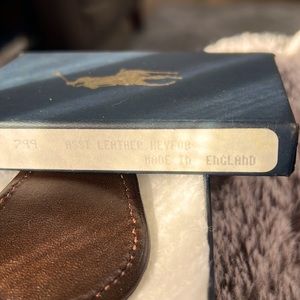 799 ASST LEATHER KEYFOB
MADE IN ENGLAND